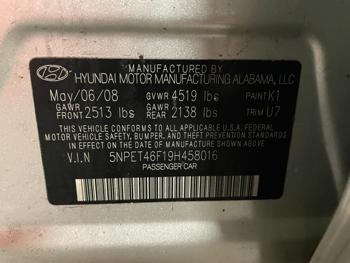 MANUFACTURED BY
HYUNDAI MOTOR MANUFACTURING ALABAMA, LLC
May/06/08 GVWR 4519 lbs PAINT K1
GAWR FRONT 2513 lbs GAWR REAR 2138 lbs TRIM U7
THIS VEHICLE CONFORMS TO ALL APPLICABLE FEDERAL
MOTOR VEHICLE SAFETY, BUMPER, AND THEFT PREVENTION
STANDARDS IN EFFECT ON THE DATE OF MANUFACTURE
SHOWN ABOVE.
V.I.N 5NPET46F19H458016
PASSENGER CAR